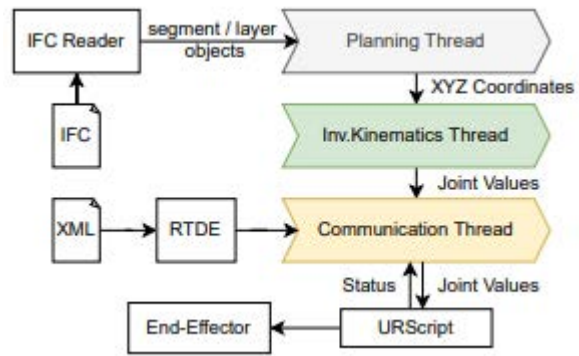 IFC Reader
segment / layer
objects
Planning Thread
XYZ Coordinates
IFC
Inv.Kinematics Thread
Joint Values
XML
RTDE
Communication Thread
Status
Joint Values
End-Effector
URScript